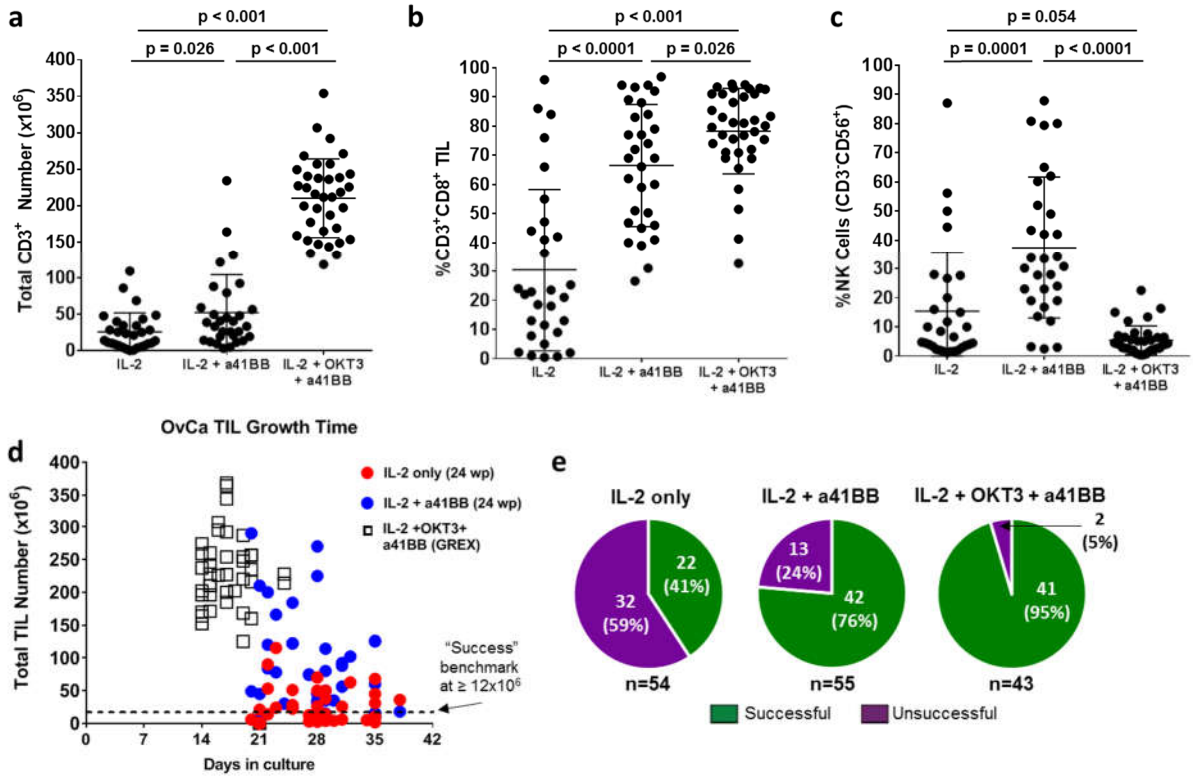 a
p < 0.001
p = 0.026
p < 0.001
Total CD3⁺ Number (x10⁶)
400
350
300
250
200
150
100
50
0
IL-2
IL-2 + a41BB
IL-2 + OKT3
+ a41BB
b
p < 0.001
p < 0.0001
p = 0.026
%CD3⁺CD8⁺ TIL
100
90
80
70
60
50
40
30
20
10
0
IL-2
IL-2 + a41BB
IL-2 + OKT3
+ a41BB
c
p = 0.054
p = 0.0001
p < 0.0001
%NK Cells (CD3⁻CD56⁺)
100
90
80
70
60
50
40
30
20
10
0
IL-2
IL-2 + a41BB
IL-2 + OKT3
+ a41BB
d
OvCa TIL Growth Time
Total TIL Number (x10⁶)
400
350
300
250
200
150
100
50
0
0
7
14
21
28
35
42
Days in culture
IL-2 only (24 wp)
IL-2 + a41BB (24 wp)
IL-2 +OKT3+
a41BB (GREX)
"Success"
benchmark
at ≥ 12x10⁶
e
IL-2 only
22
(41%)
32
(59%)
n=54
IL-2 + a41BB
13
(24%)
42
(76%)
n=55
IL-2 + OKT3 + a41BB
2
(5%)
41
(95%)
n=43
Successful
Unsuccessful